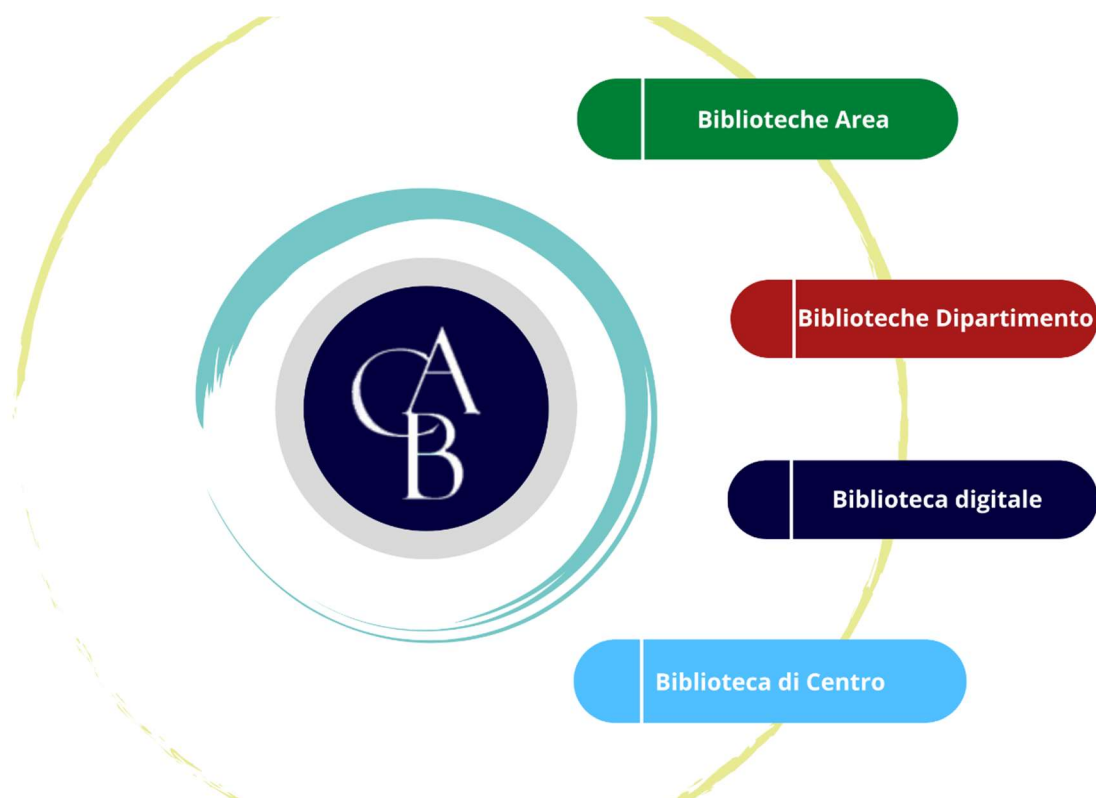 CAB
Biblioteche Area
Biblioteche Dipartimento
Biblioteca digitale
Biblioteca di Centro